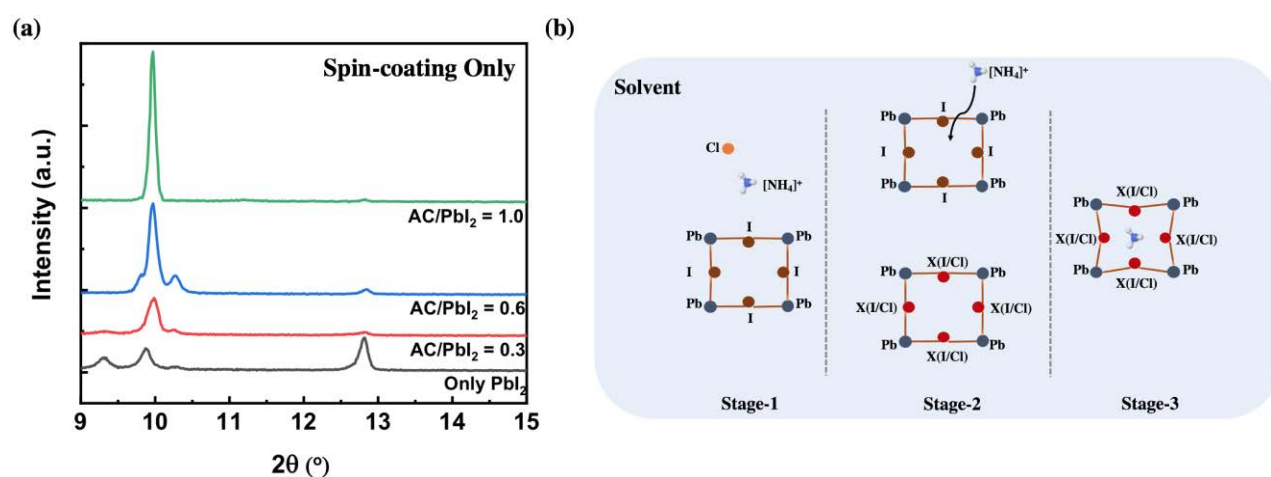 (a)
Spin-coating Only
AC/PbI₂ = 1.0
AC/PbI₂ = 0.6
AC/PbI₂ = 0.3
Only PbI₂
Intensity (a.u.)
9 10 11 12 13 14 15
2θ (°)
(b)
Solvent
Cl
[NH₄]⁺
I
Pb Pb
I I
Pb Pb
I
Stage-1
[NH₄]⁺
I
Pb Pb
I I
Pb Pb
I
X(I/Cl)
Pb Pb
X(I/Cl) X(I/Cl)
Pb Pb
X(I/Cl)
Stage-2
X(I/Cl)
Pb Pb
X(I/Cl) X(I/Cl)
Pb Pb
X(I/Cl)
Stage-3